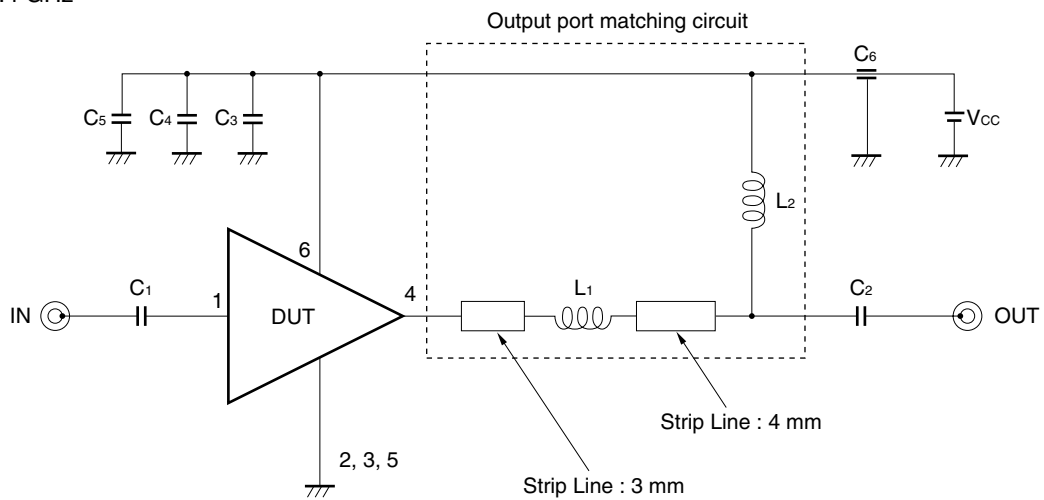 Output port matching circuit
C6
C5
C4
C3
VCC
L2
6
C1
1
DUT
4
L1
C2
IN
OUT
Strip Line : 4 mm
2, 3, 5
Strip Line : 3 mm